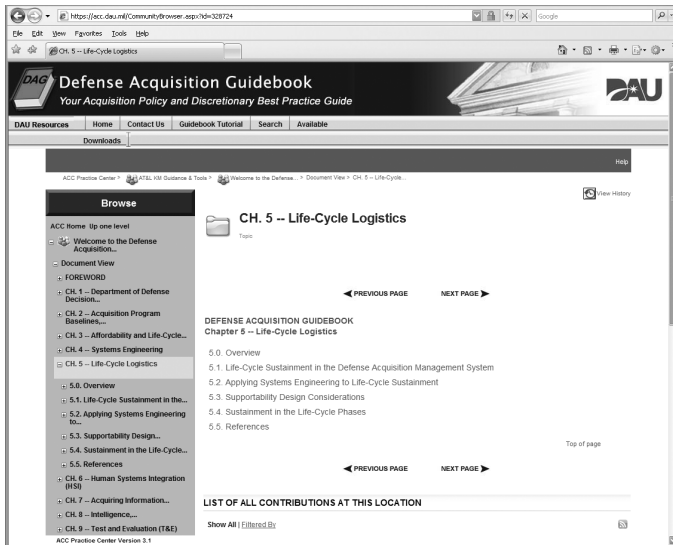 https://acc.dau.mil/CommunityBrowser.aspx?id=328724
Google
File Edit View Favorites Tools Help
CH. 5 -- Life-Cycle Logistics
DAG
Defense Acquisition Guidebook
Your Acquisition Policy and Discretionary Best Practice Guide
DAU
DAU Resources Home Contact Us Guidebook Tutorial Search Available
Downloads
Help
ACC Practice Center > AT&L KM Guidance & Tools > Welcome to the Defense... > Document View > CH. 5 -- Life-Cycle...
View History
Browse
ACC Home Up one level
Welcome to the Defense
Acquisition...
Document View
FOREWORD
CH. 1 -- Department of Defense
Decision...
CH. 2 -- Acquisition Program
Baselines,...
CH. 3 -- Affordability and Life-Cycle...
CH. 4 -- Systems Engineering
CH. 5 -- Life-Cycle Logistics
5.0. Overview
5.1. Life-Cycle Sustainment in the...
5.2. Applying Systems Engineering
to...
5.3. Supportability Design...
5.4. Sustainment in the Life-Cycle...
5.5. References
CH. 6 -- Human Systems Integration
(HSI)
CH. 7 -- Acquiring Information...
CH. 8 -- Intelligence,...
CH. 9 -- Test and Evaluation (T&E)
ACC Practice Center Version 3.1
CH. 5 -- Life-Cycle Logistics
Topic
PREVIOUS PAGE NEXT PAGE
DEFENSE ACQUISITION GUIDEBOOK
Chapter 5 -- Life-Cycle Logistics
5.0. Overview
5.1. Life-Cycle Sustainment in the Defense Acquisition Management System
5.2. Applying Systems Engineering to Life-Cycle Sustainment
5.3. Supportability Design Considerations
5.4. Sustainment in the Life-Cycle Phases
5.5. References
Top of page
PREVIOUS PAGE NEXT PAGE
LIST OF ALL CONTRIBUTIONS AT THIS LOCATION
Show All | Filtered By